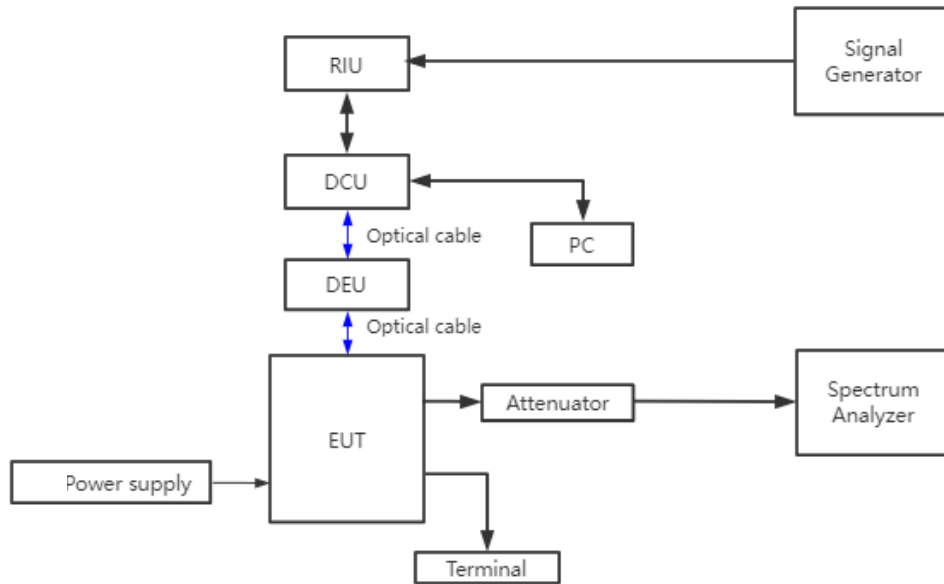 RIU
Signal
Generator
DCU
Optical cable
PC
DEU
Optical cable
EUT
Attenuator
Spectrum
Analyzer
Power supply
Terminal